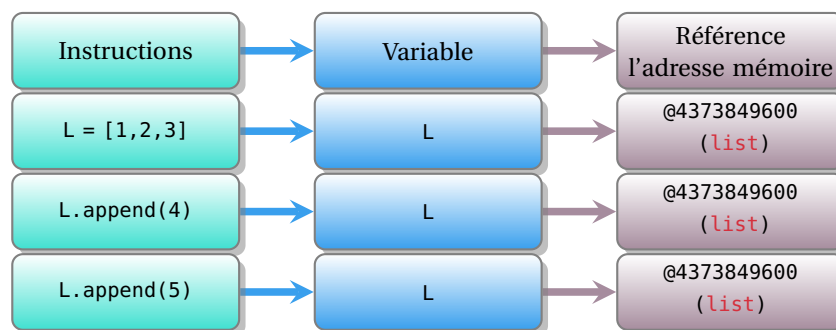 Instructions
Variable
Référence
l'adresse mémoire
L = [1,2,3]
L
@4373849600
(list)
L.append(4)
L
@4373849600
(list)
L.append(5)
L
@4373849600
(list)